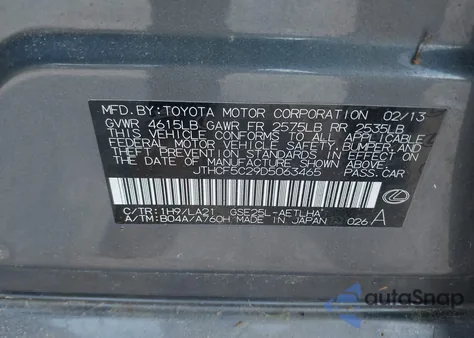 MFD. BY: TOYOTA MOTOR CORPORATION 02/13
GVWR 4615LB GAWR FR 2575LB RR 2535LB
THIS VEHICLE CONFORMS TO ALL APPLICABLE
FEDERAL MOTOR VEHICLE SAFETY, BUMPER, AND
THEFT PREVENTION STANDARDS IN EFFECT ON
THE DATE OF MANUFACTURE SHOWN ABOVE.
JTHCF5C29D5063465 PASS.CAR
C/TR: 1H9/LA21 GSE25L-AETLHA
A/TM: B04A/A760H MADE IN JAPAN 026 A
autoSnap